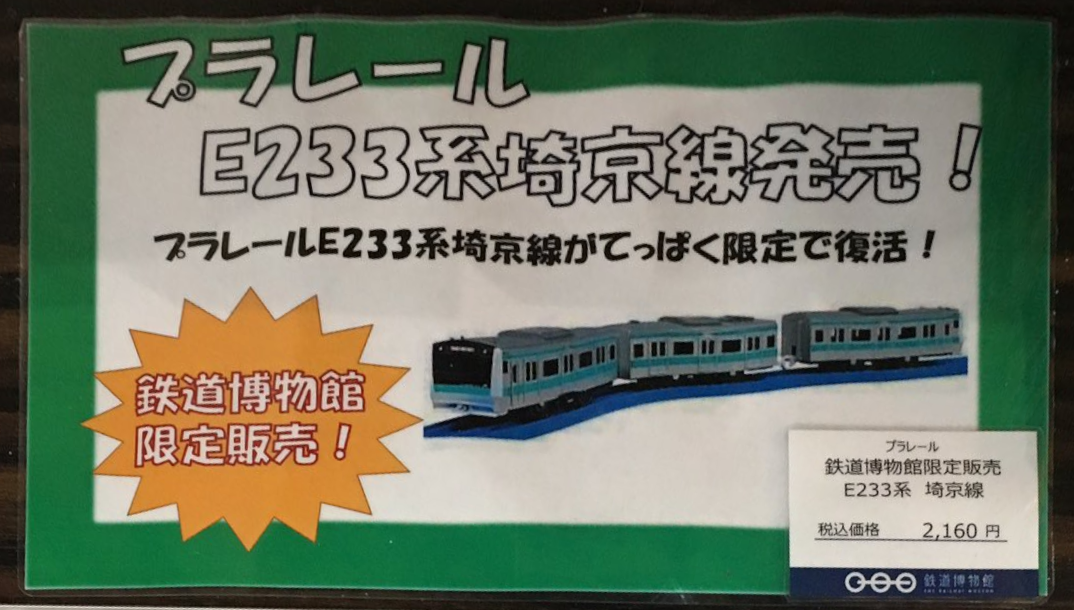 プラレール
E233系埼京線発売！
プラレールE233系埼京線がてっぱく限定で復活！
鉄道博物館
限定販売！
プラレール
鉄道博物館限定販売
E233系 埼京線
税込価格 2,160 円
鉄道博物館
THE RAILWAY MUSEUM